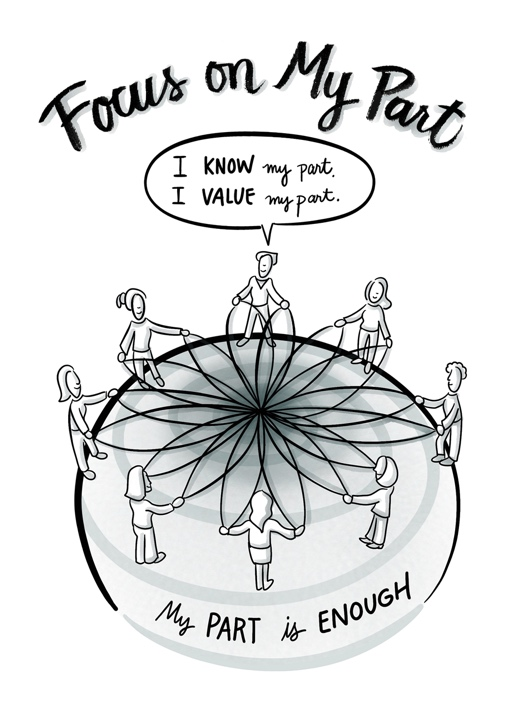 Focus on My Part
I KNOW my part.
I VALUE my part.
My PART is ENOUGH